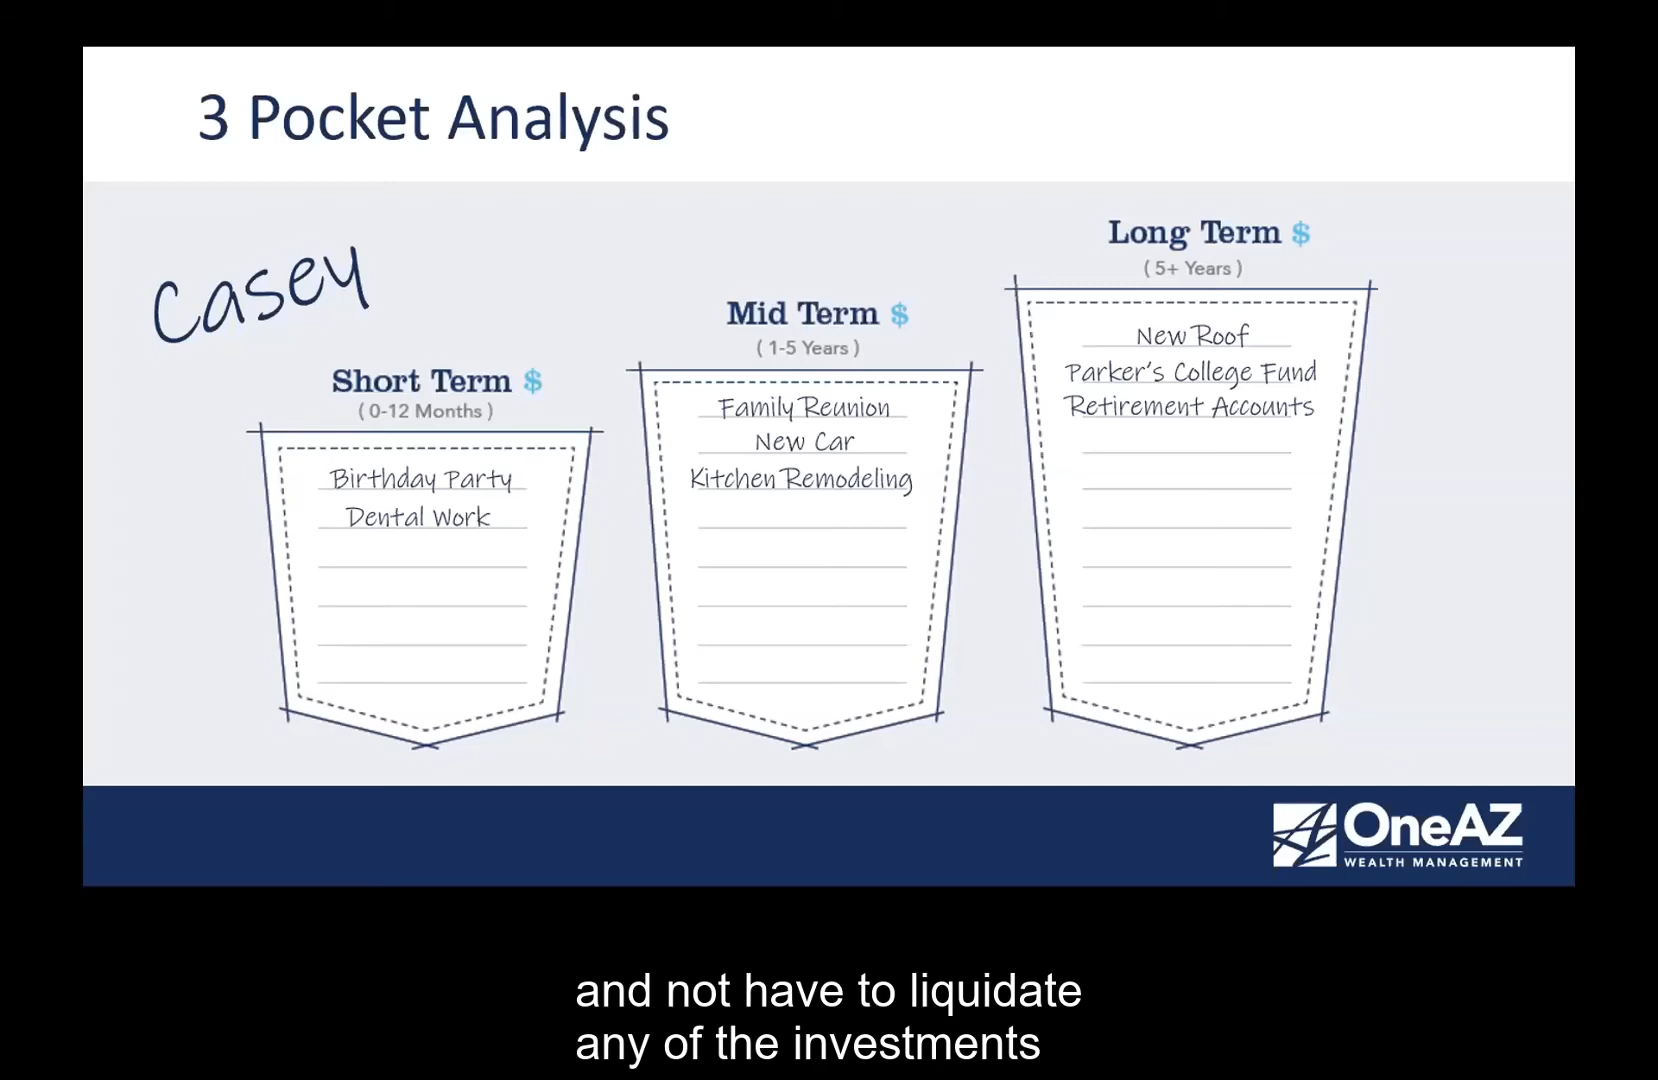 3 Pocket Analysis
Casey
Short Term $
( 0-12 Months )
Birthday Party
Dental Work
Mid Term $
( 1-5 Years )
Family Reunion
New Car
Kitchen Remodeling
Long Term $
( 5+ Years )
New Roof
Parker's College Fund
Retirement Accounts
OneAZ
WEALTH MANAGEMENT
and not have to liquidate
any of the investments